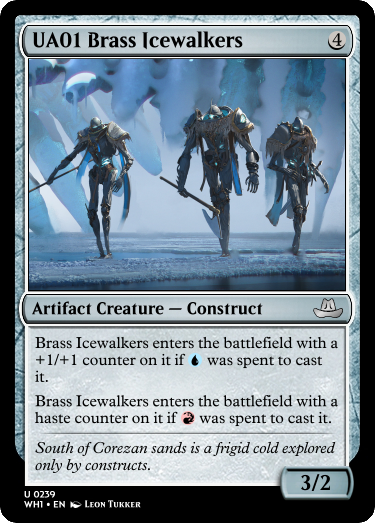 UA01 Brass Icewalkers
4
Artifact Creature — Construct
Brass Icewalkers enters the battlefield with a
+1/+1 counter on it if was spent to cast
it.
Brass Icewalkers enters the battlefield with a
haste counter on it if was spent to cast it.
South of Corezan sands is a frigid cold explored
only by constructs.
3/2
U 0239
WH1 • EN Leon Tukker